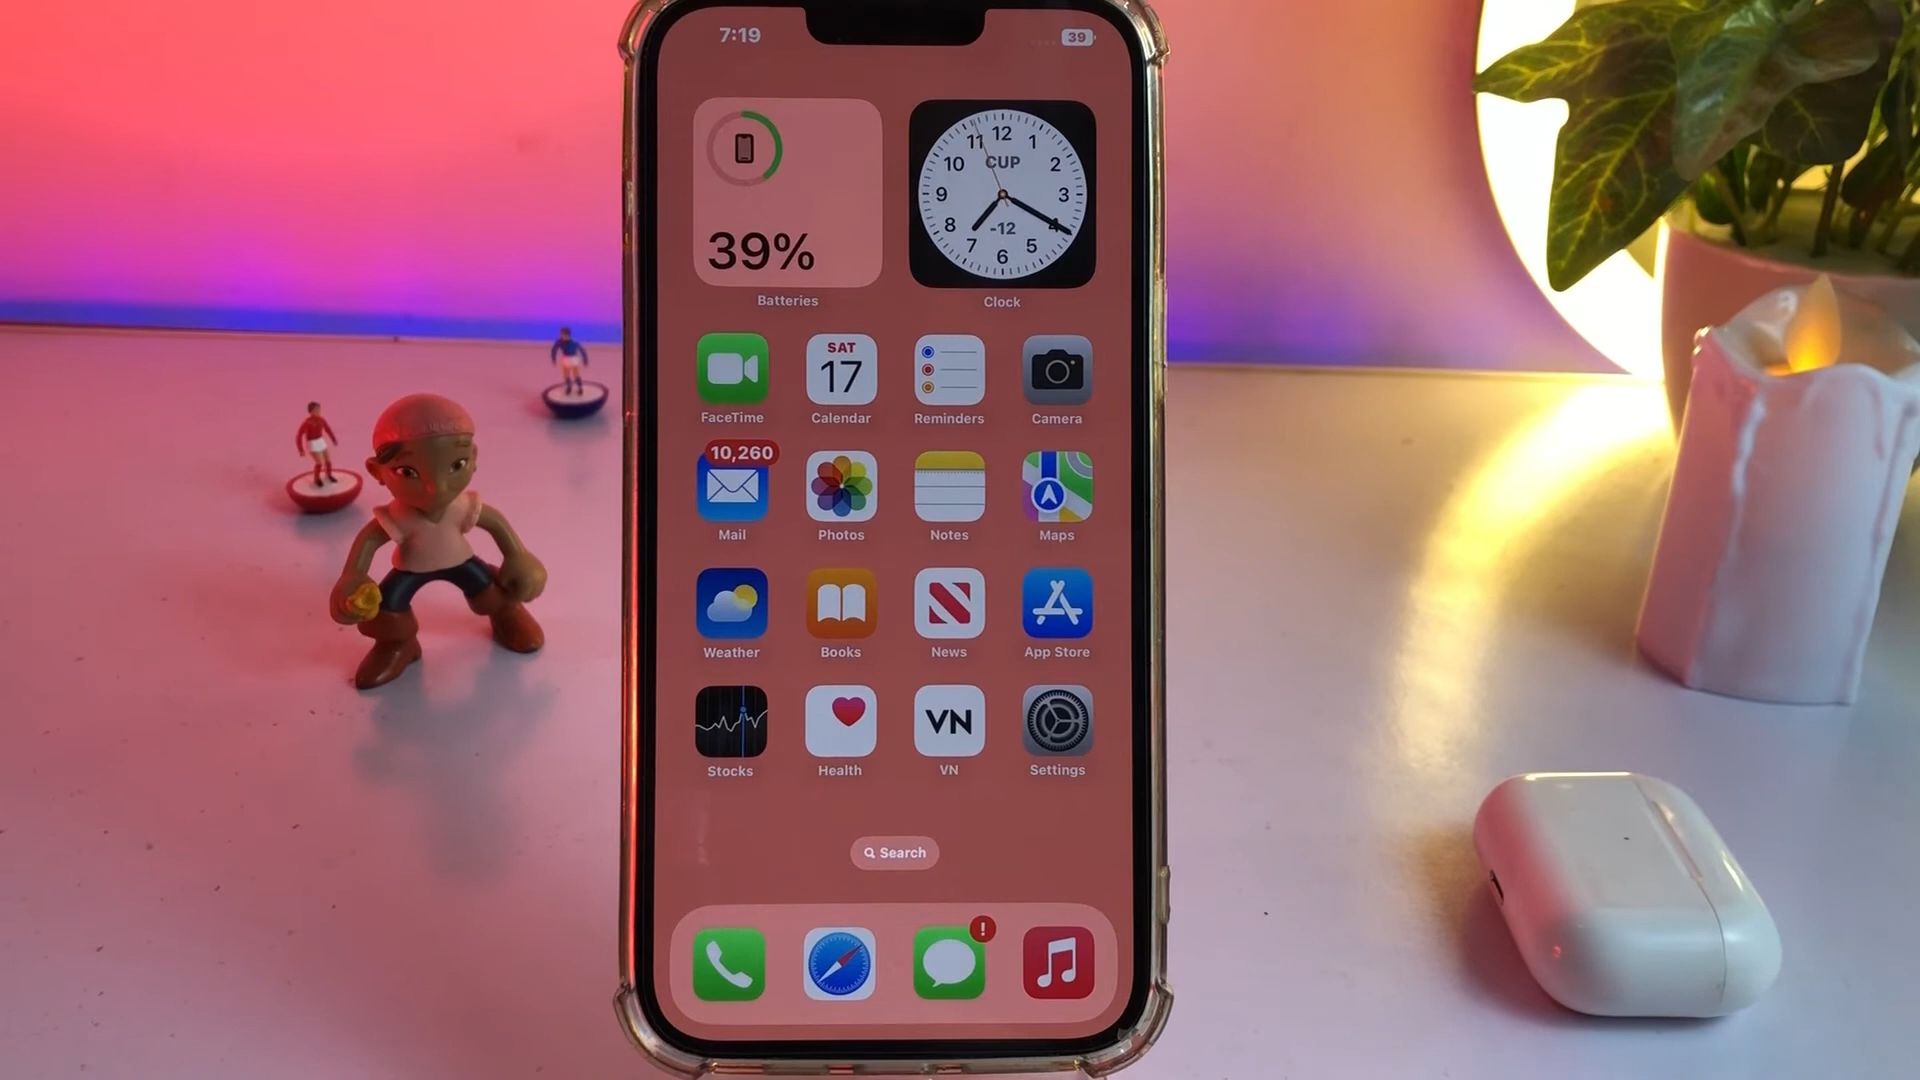 7:19
39
39%
12
11
1
CUP
10
2
9
3
8
-12
4
7
5
6
Batteries
Clock
SAT
17
FaceTime
Calendar
Reminders
Camera
10,260
Mail
Photos
Notes
Maps
Weather
Books
News
App Store
VN
Stocks
Health
VN
Settings
Search
!